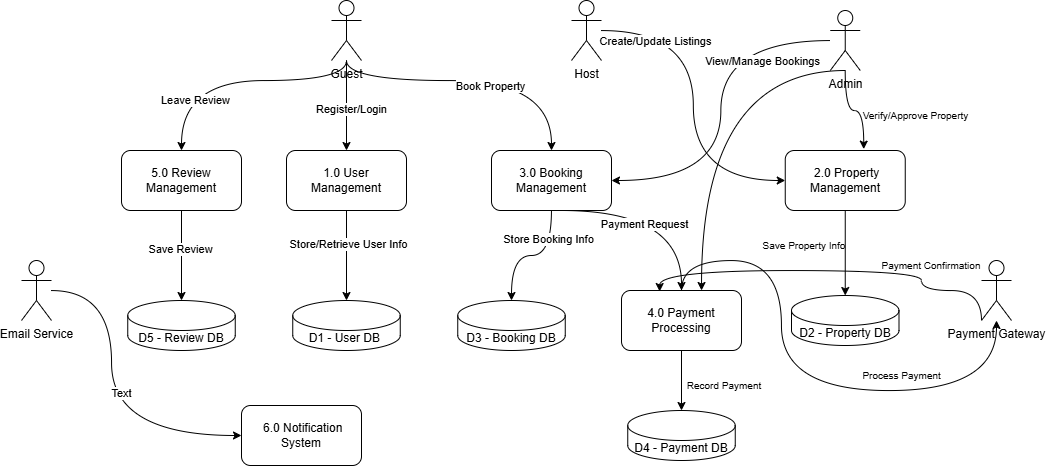 Create/Update Listings
View/Manage Bookings
Guest
Host
Admin
Leave Review
Register/Login
Book Property
Verify/Approve Property
5.0 Review
Management
1.0 User
Management
3.0 Booking
Management
2.0 Property
Management
Save Review
Store/Retrieve User Info
Store Booking Info
Payment Request
Save Property Info
Payment Confirmation
Email Service
D5 - Review DB
D1 - User DB
D3 - Booking DB
4.0 Payment
Processing
D2 - Property DB
Payment Gateway
Process Payment
Record Payment
Text
6.0 Notification
System
D4 - Payment DB